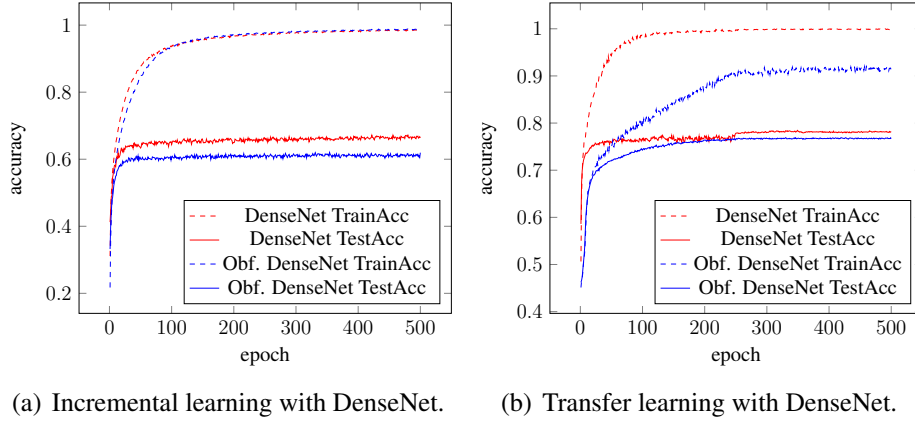 1
0.8
0.6
0.4
0.2
accuracy
0
100
200
300
400
500
epoch
DenseNet TrainAcc
DenseNet TestAcc
Obf. DenseNet TrainAcc
Obf. DenseNet TestAcc
(a) Incremental learning with DenseNet.
1
0.9
0.8
0.7
0.6
0.5
0.4
accuracy
0
100
200
300
400
500
epoch
DenseNet TrainAcc
DenseNet TestAcc
Obf. DenseNet TrainAcc
Obf. DenseNet TestAcc
(b) Transfer learning with DenseNet.